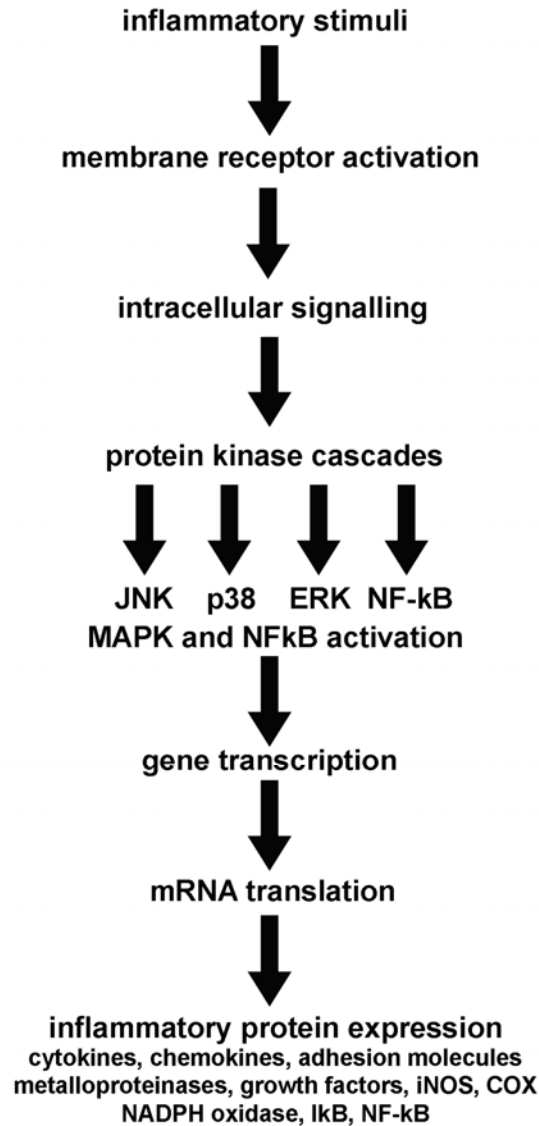 inflammatory stimuli
membrane receptor activation
intracellular signalling
protein kinase cascades
JNK p38 ERK NF-kB
MAPK and NFkB activation
gene transcription
mRNA translation
inflammatory protein expression
cytokines, chemokines, adhesion molecules
metalloproteinases, growth factors, iNOS, COX
NADPH oxidase, IkB, NF-kB